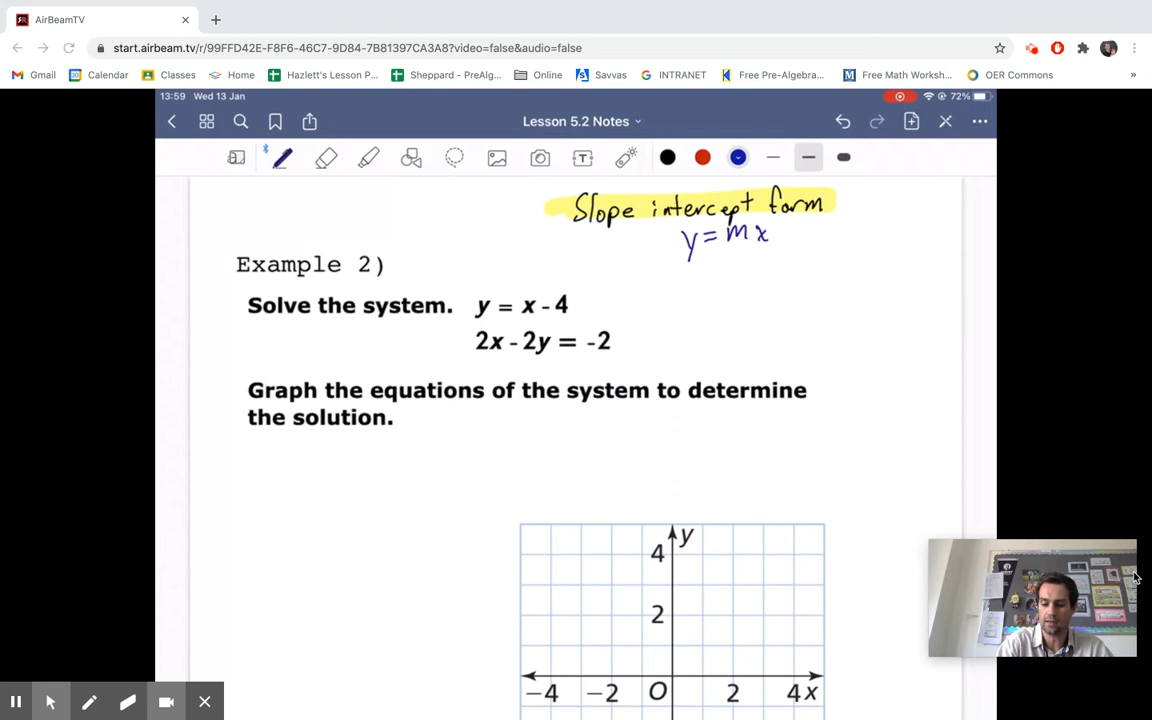 AirBeamTV
start.airbeam.tv/r/99FFD42E-F8F6-46C7-9D84-7B81397CA3A8?video=false&audio=false
Gmail Calendar Classes Home Hazlett's Lesson P... Sheppard - PreAlg... Online Savvas INTRANET Free Pre-Algebra... Free Math Worksh... OER Commons »
13:59 Wed 13 Jan 72%
Lesson 5.2 Notes
Slope intercept form
y = mx
Example 2)
Solve the system. y = x - 4
2x - 2y = -2
Graph the equations of the system to determine
the solution.
y
4
2
-4 -2 O 2 4 x